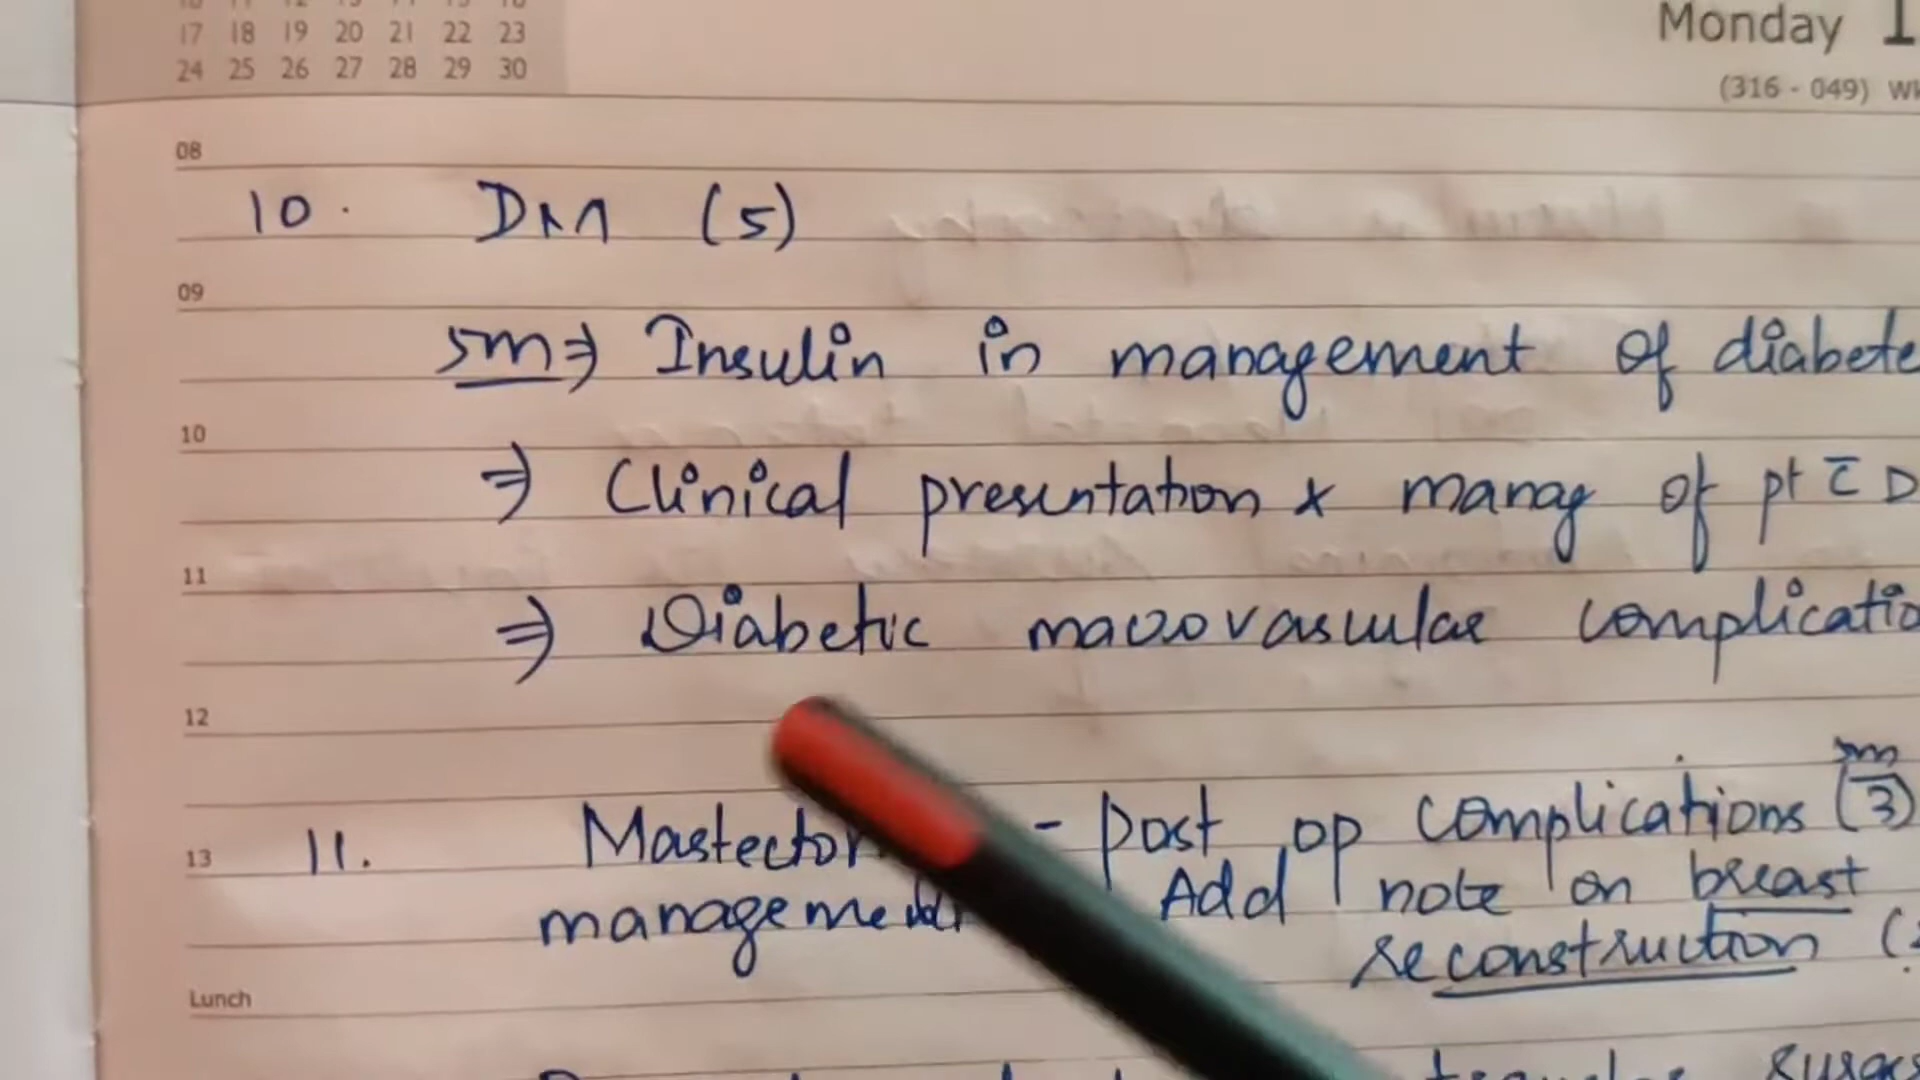 17 18 19 20 21 22 23
24 25 26 27 28 29 30
Monday
(316 - 049)
08
10. DM (5)
09
5m ⇒ Insulin in management of diabete
10
⇒ Clinical presentation x manag of pt c̄ D
11
⇒ Diabetic macrovascular complicatio
12
5m
13 11. Mastector - post op complications (3)
management Add note on breast
reconstruction
Lunch